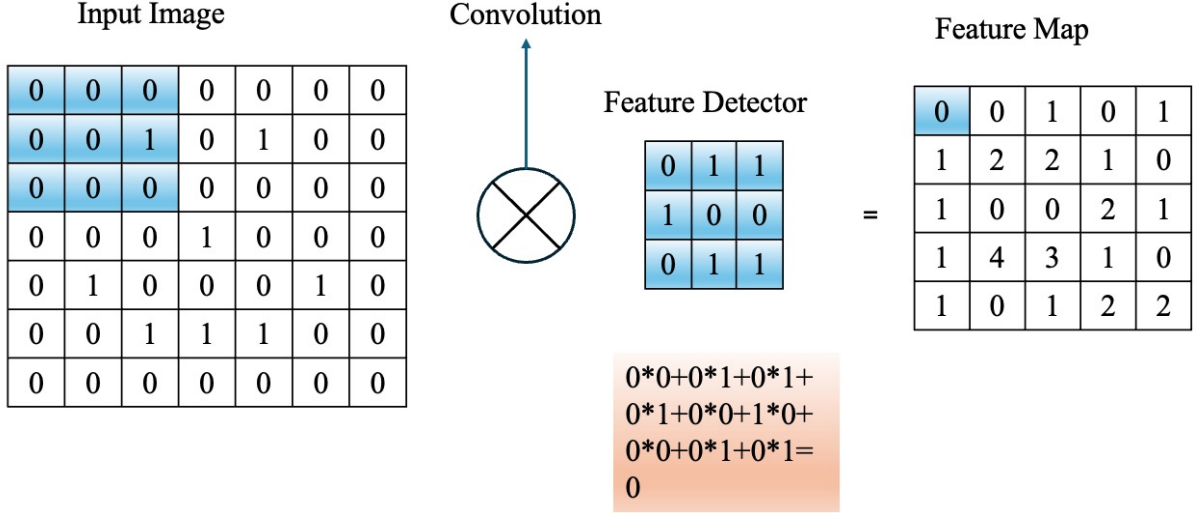 Input Image
Convolution
Feature Map
Feature Detector
0 0 0 0 0 0 0
0 0 1 0 1 0 0
0 0 0 0 0 0 0
0 0 0 1 0 0 0
0 1 0 0 0 1 0
0 0 1 1 1 0 0
0 0 0 0 0 0 0
0 1 1
1 0 0
0 1 1
=
0 0 1 0 1
1 2 2 1 0
1 0 0 2 1
1 4 3 1 0
1 0 1 2 2
0*0+0*1+0*1+
0*1+0*0+1*0+
0*0+0*1+0*1=
0